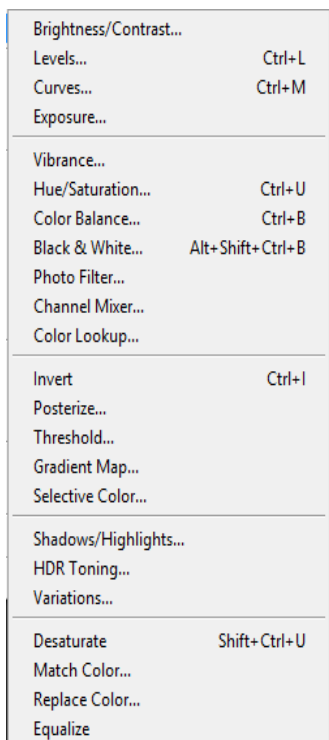 Brightness/Contrast...
Levels... Ctrl+L
Curves... Ctrl+M
Exposure...
Vibrance...
Hue/Saturation... Ctrl+U
Color Balance... Ctrl+B
Black & White... Alt+Shift+Ctrl+B
Photo Filter...
Channel Mixer...
Color Lookup...
Invert Ctrl+I
Posterize...
Threshold...
Gradient Map...
Selective Color...
Shadows/Highlights...
HDR Toning...
Variations...
Desaturate Shift+Ctrl+U
Match Color...
Replace Color...
Equalize